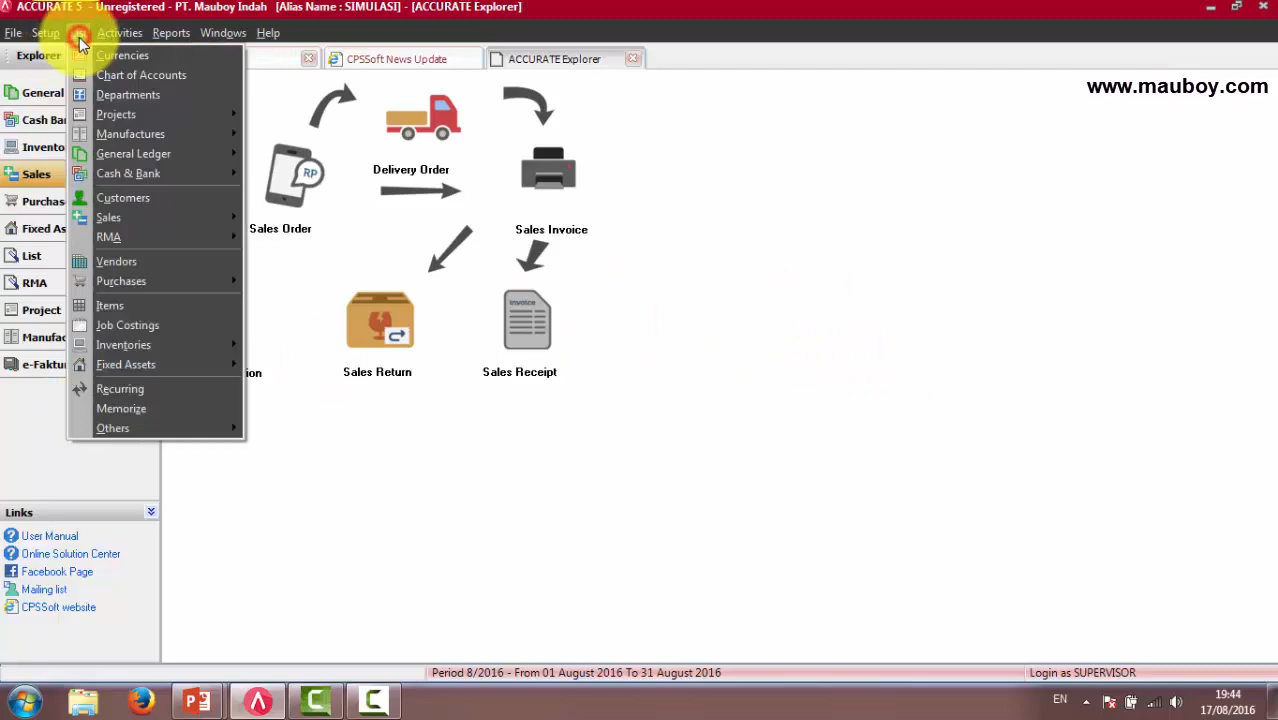 ACCURATE 5 - Unregistered - PT. Mauboy Indah [Alias Name : SIMULASI] - [ACCURATE Explorer]
File Setup List Activities Reports Windows Help
Explorer
CPSSoft News Update
ACCURATE Explorer
www.mauboy.com
General
Cash Ban
Invento
Sales
Purchas
Fixed As
List
RMA
Project
Manufac
e-Faktu
Currencies
Chart of Accounts
Departments
Projects
Manufactures
General Ledger
Cash & Bank
Customers
Sales
RMA
Vendors
Purchases
Items
Job Costings
Inventories
Fixed Assets
Recurring
Memorize
Others
RP
Delivery Order
Sales Order
Sales Invoice
Invoice
ion
Sales Return
Sales Receipt
Links
User Manual
Online Solution Center
Facebook Page
Mailing list
CPSSoft website
Period 8/2016 - From 01 August 2016 To 31 August 2016
Login as SUPERVISOR
EN
19:44
17/08/2016